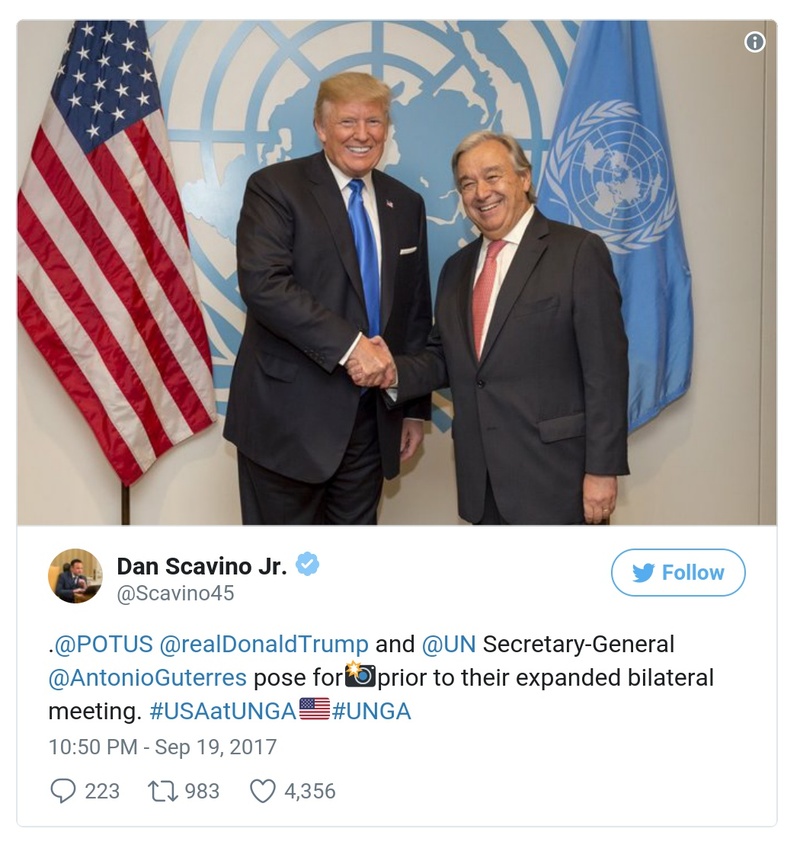 Dan Scavino Jr.
@Scavino45
Follow
.@POTUS @realDonaldTrump and @UN Secretary-General
@AntonioGuterres pose for📸prior to their expanded bilateral
meeting. #USAatUNGA🇺🇸#UNGA
10:50 PM - Sep 19, 2017
223 983 4,356